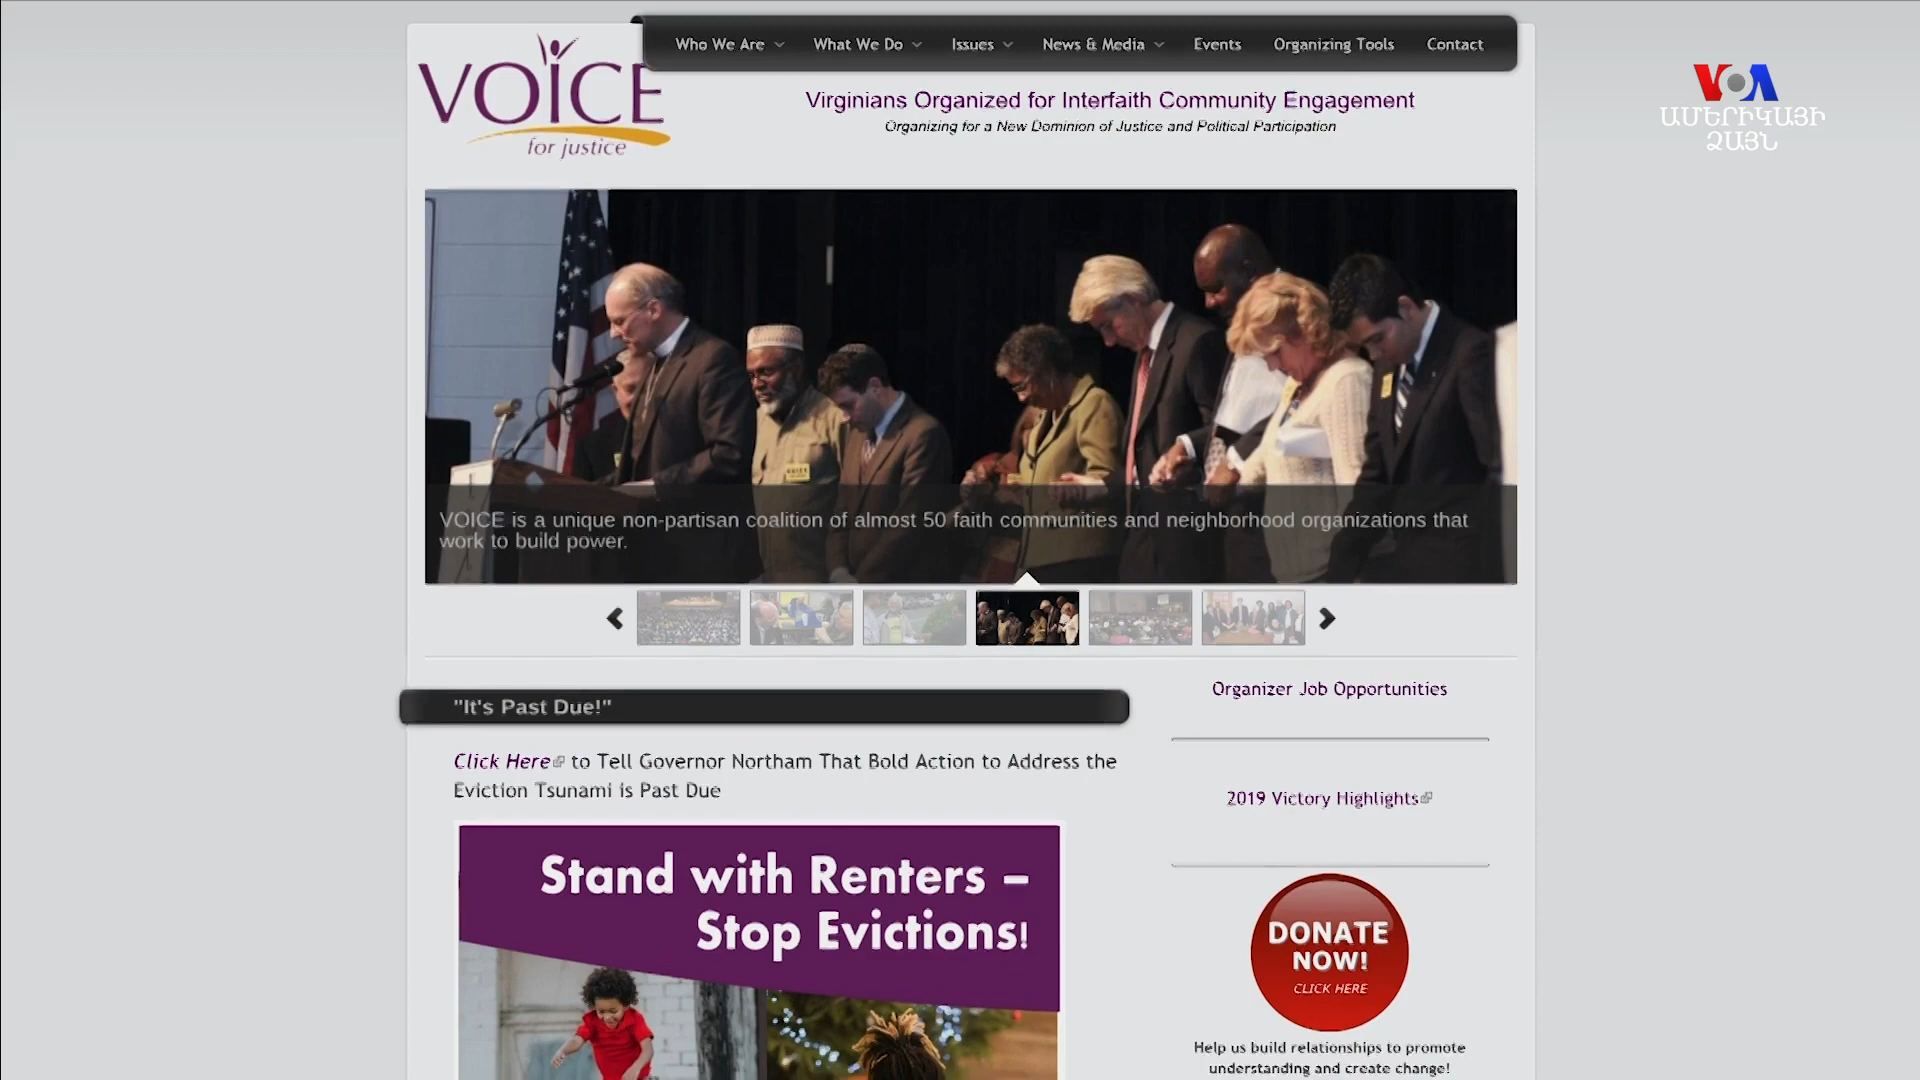 Who We Are
What We Do
Issues
News & Media
Events
Organizing Tools
Contact
VOICE
for justice
Virginians Organized for Interfaith Community Engagement
Organizing for a New Dominion of Justice and Political Participation
VOA
ԱՄԵՐԻԿԱՅԻ
ՁԱՅՆ
VOICE is a unique non-partisan coalition of almost 50 faith communities and neighborhood organizations that
work to build power.
"It's Past Due!"
Click Here to Tell Governor Northam That Bold Action to Address the
Eviction Tsunami is Past Due
Stand with Renters –
Stop Evictions!
Organizer Job Opportunities
2019 Victory Highlights
DONATE
NOW!
CLICK HERE
Help us build relationships to promote
understanding and create change!